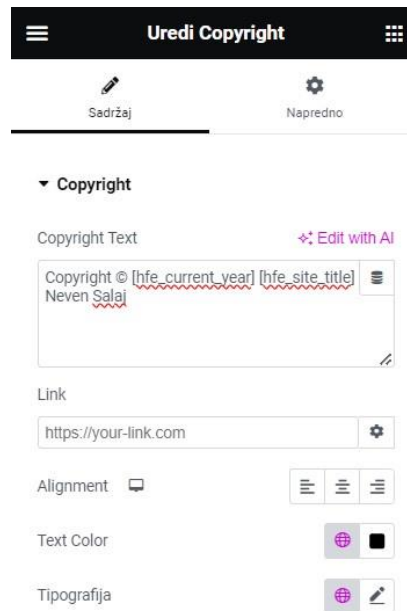 Uredi Copyright
Sadržaj
Napredno
Copyright
Copyright Text
Edit with AI
Copyright © [hfe_current_year] [hfe_site_title]
Neven Salaj
Link
https://your-link.com
Alignment
Text Color
Tipografija